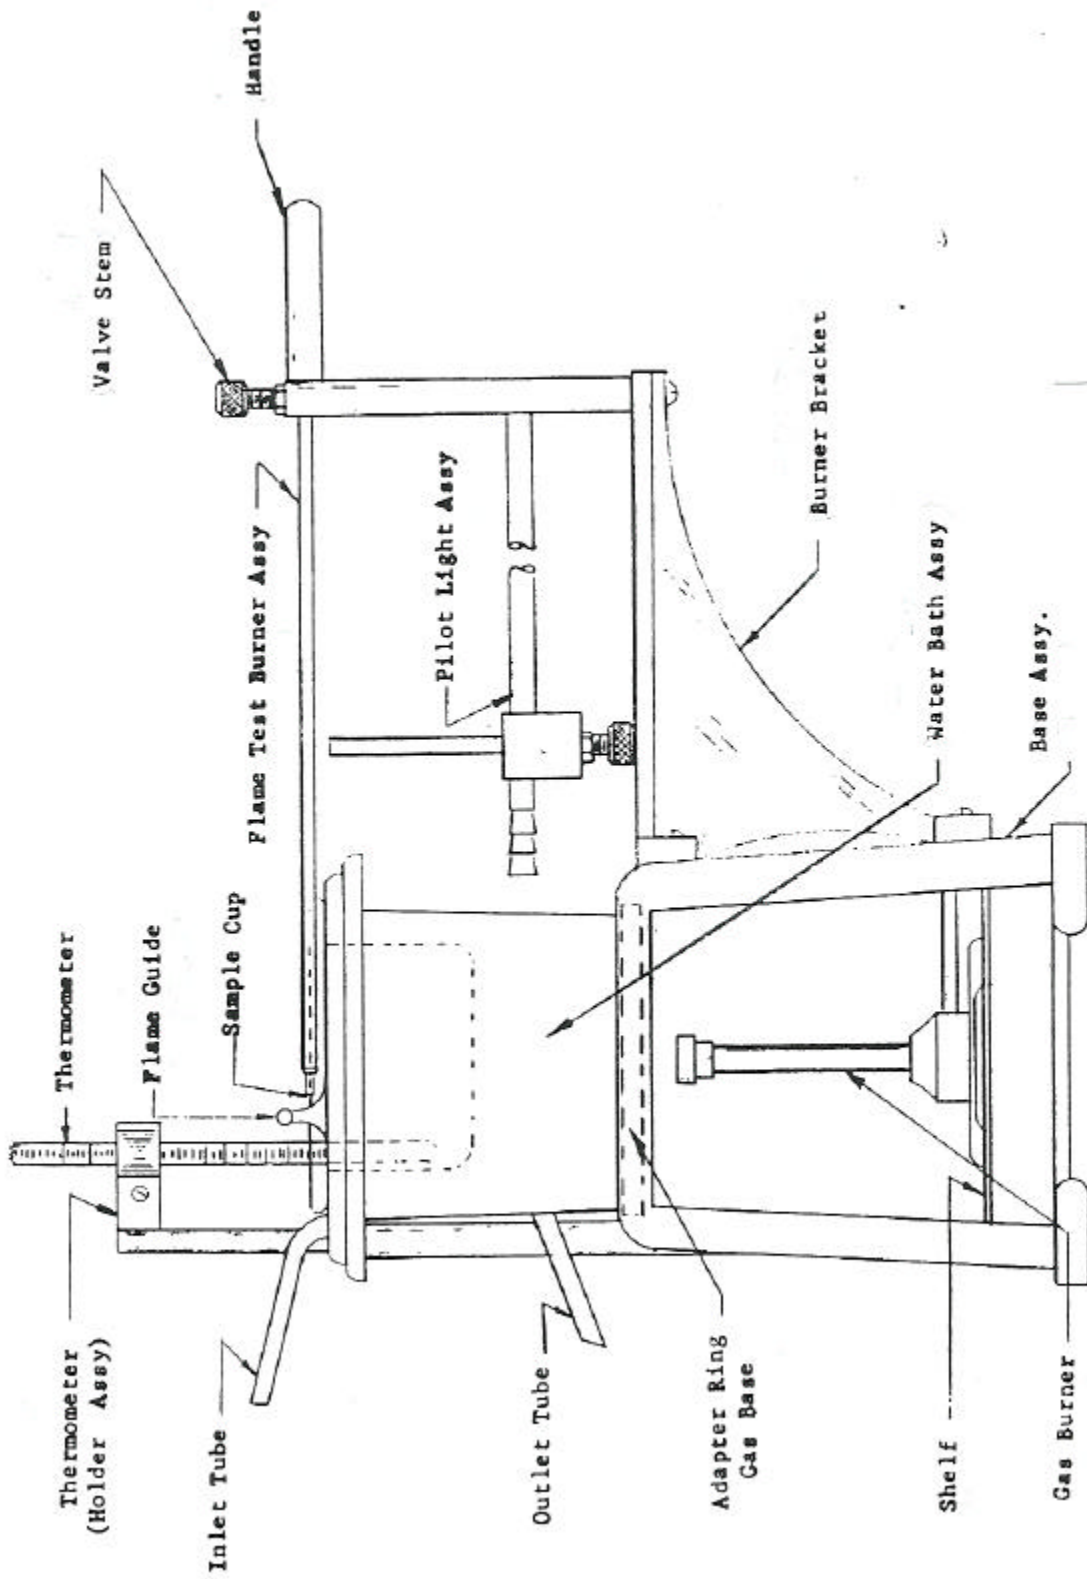 Thermometer
(Holder Assy)
Thermometer
Flame Guide
Sample Cup
Flame Test Burner Assy
Valve Stem
Handle
Inlet Tube
Pilot Light Assy
Outlet Tube
Burner Bracket
Adapter Ring
Gas Base
Water Bath Assy
Shelf
Base Assy.
Gas Burner